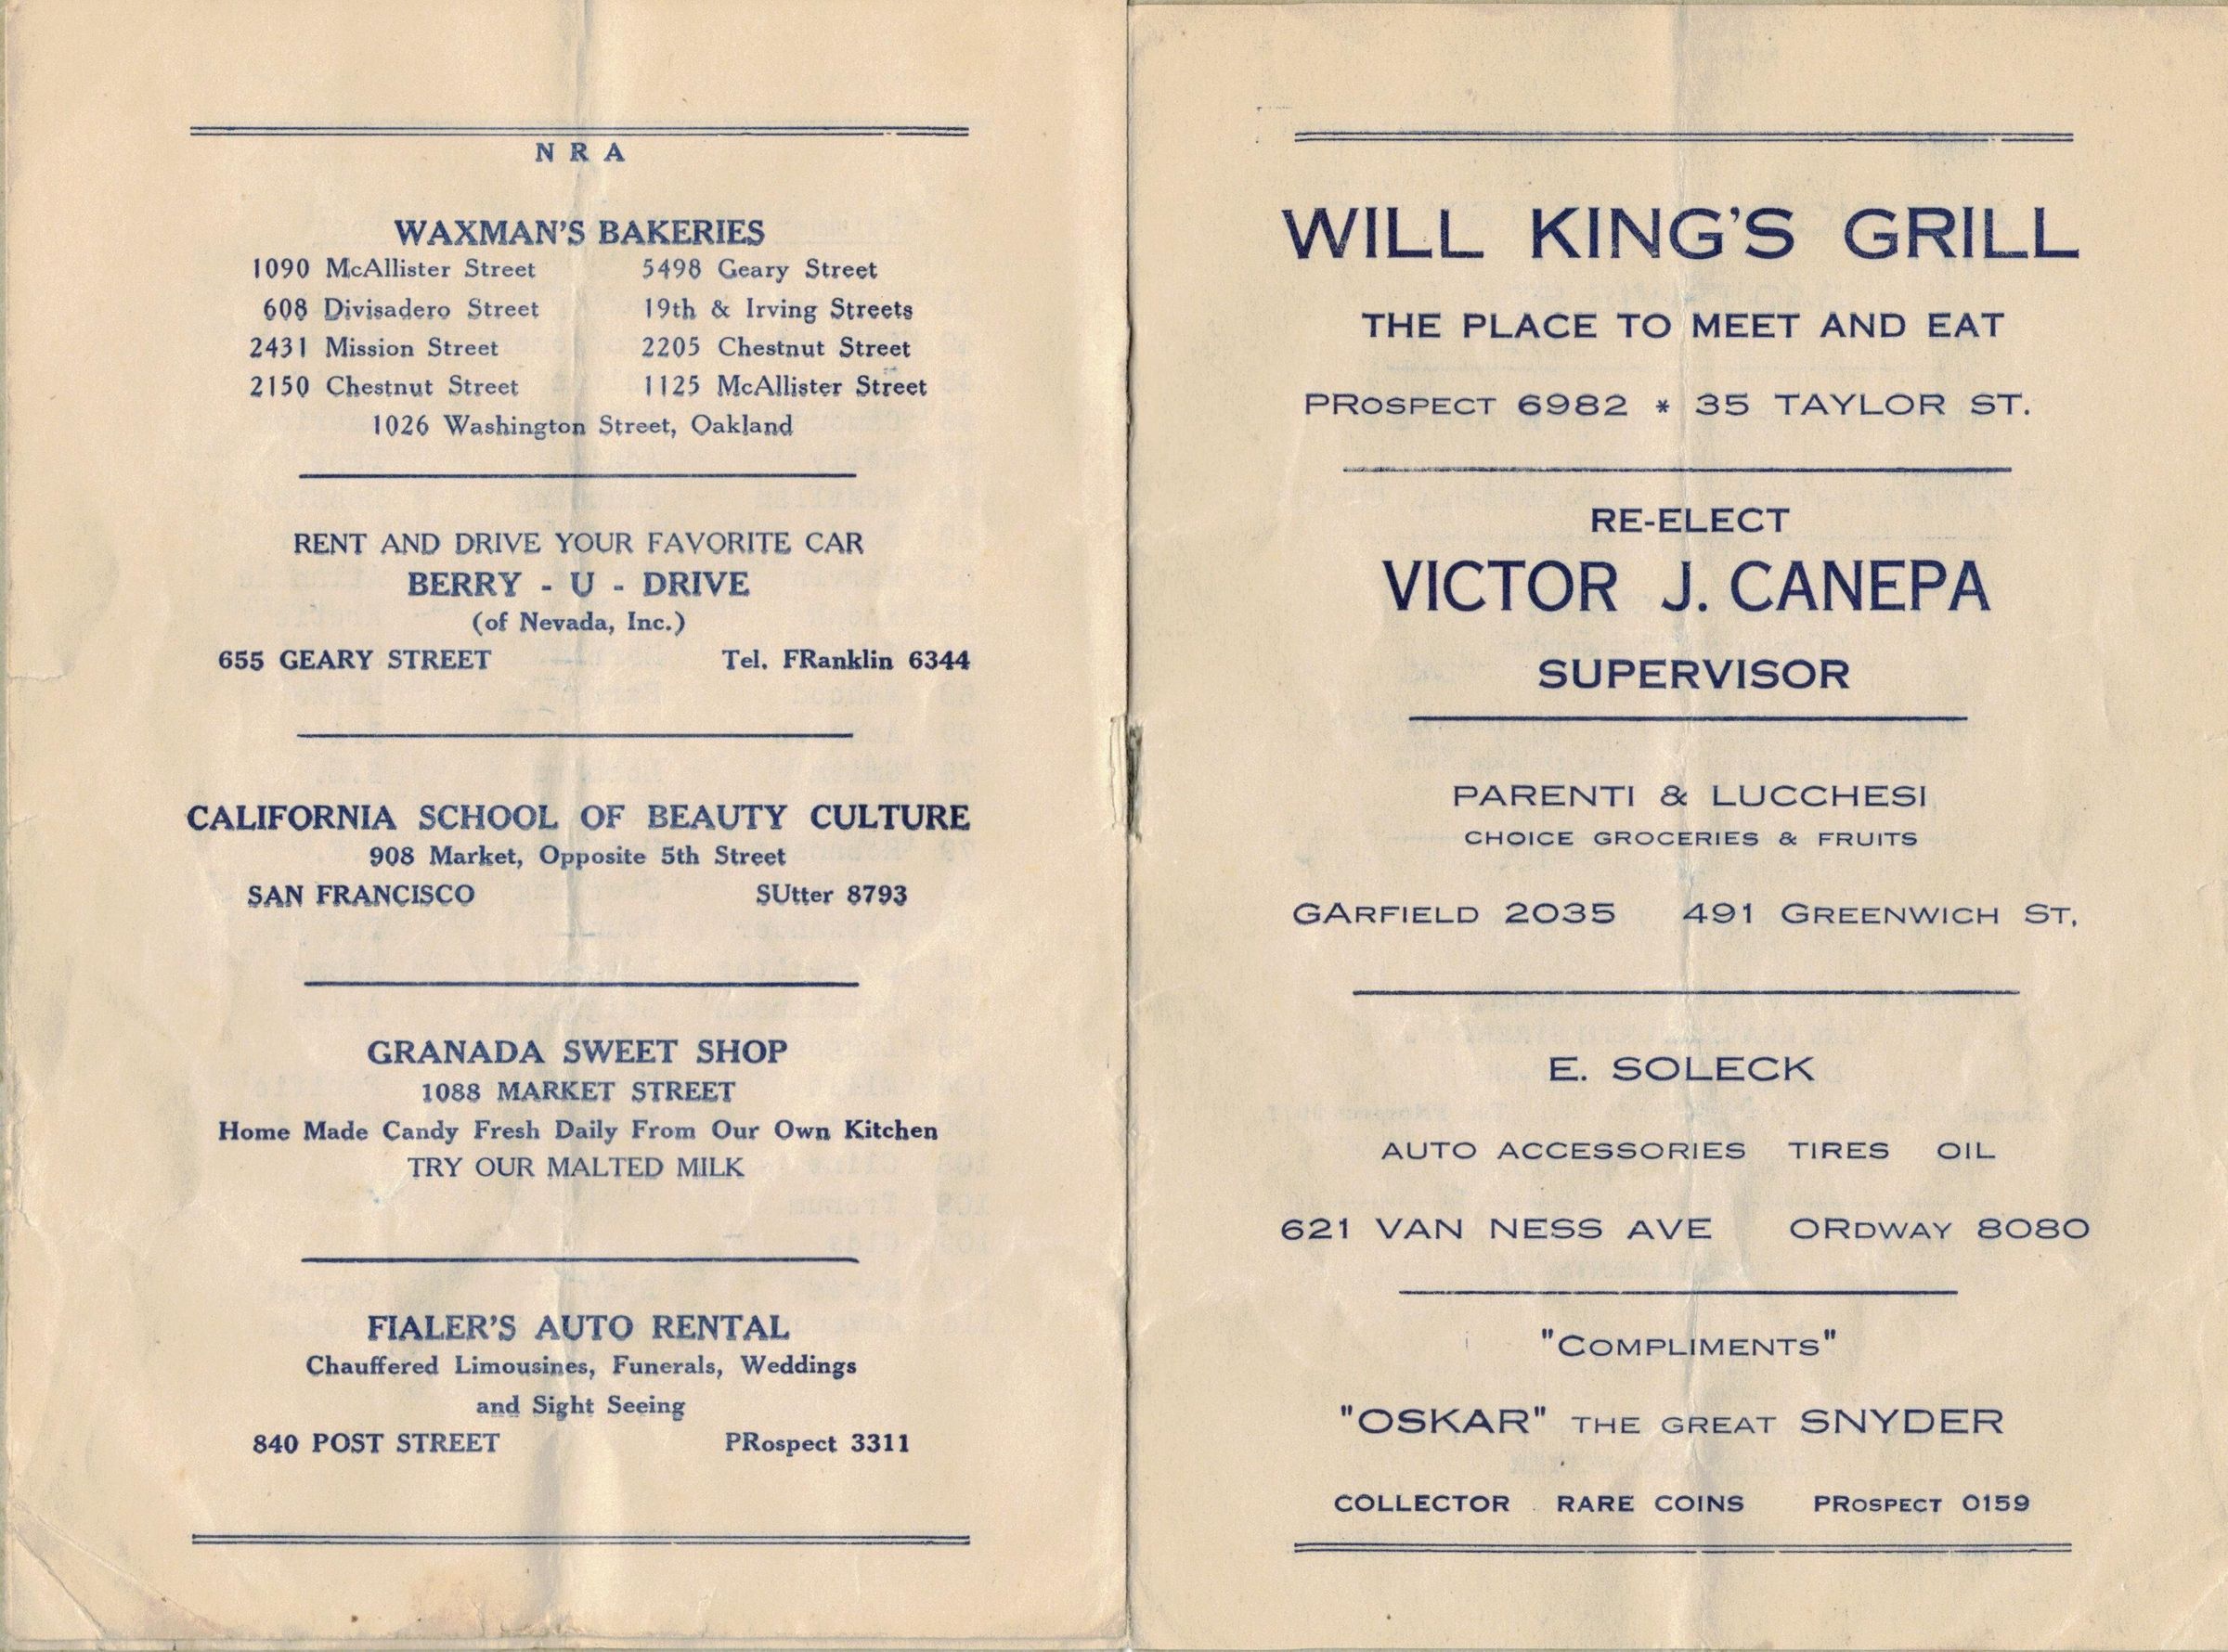 N R A
WAXMAN'S BAKERIES
1090 McAllister Street 5498 Geary Street
608 Divisadero Street 19th & Irving Streets
2431 Mission Street 2205 Chestnut Street
2150 Chestnut Street 1125 McAllister Street
1026 Washington Street, Oakland
RENT AND DRIVE YOUR FAVORITE CAR
BERRY - U - DRIVE
(of Nevada, Inc.)
655 GEARY STREET Tel. FRanklin 6344
CALIFORNIA SCHOOL OF BEAUTY CULTURE
908 Market, Opposite 5th Street
SAN FRANCISCO SUtter 8793
GRANADA SWEET SHOP
1088 MARKET STREET
Home Made Candy Fresh Daily From Our Own Kitchen
TRY OUR MALTED MILK
FIALER'S AUTO RENTAL
Chauffered Limousines, Funerals, Weddings
and Sight Seeing
840 POST STREET PRospect 3311
WILL KING'S GRILL
THE PLACE TO MEET AND EAT
PROSPECT 6982 * 35 TAYLOR ST.
RE-ELECT
VICTOR J. CANEPA
SUPERVISOR
PARENTI & LUCCHESI
CHOICE GROCERIES & FRUITS
GARFIELD 2035 491 GREENWICH ST.
E. SOLECK
AUTO ACCESSORIES TIRES OIL
621 VAN NESS AVE ORDWAY 8080
"COMPLIMENTS"
"OSKAR" THE GREAT SNYDER
COLLECTOR RARE COINS PROSPECT 0159